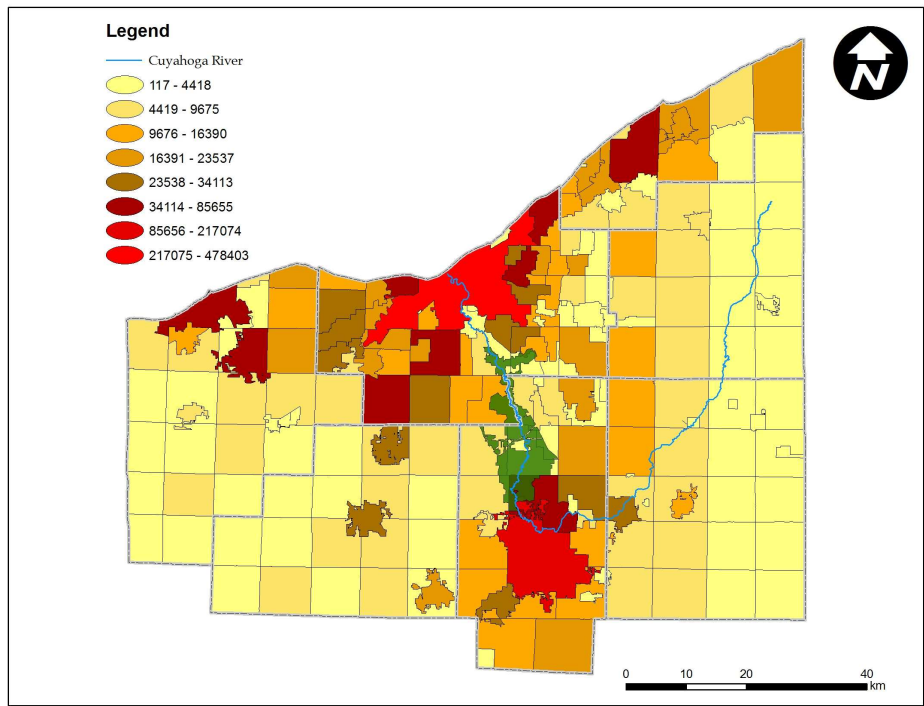 Legend
Cuyahoga River
117 - 4418
4419 - 9675
9676 - 16390
16391 - 23537
23538 - 34113
34114 - 85655
85656 - 217074
217075 - 478403
N
0 10 20 40
km